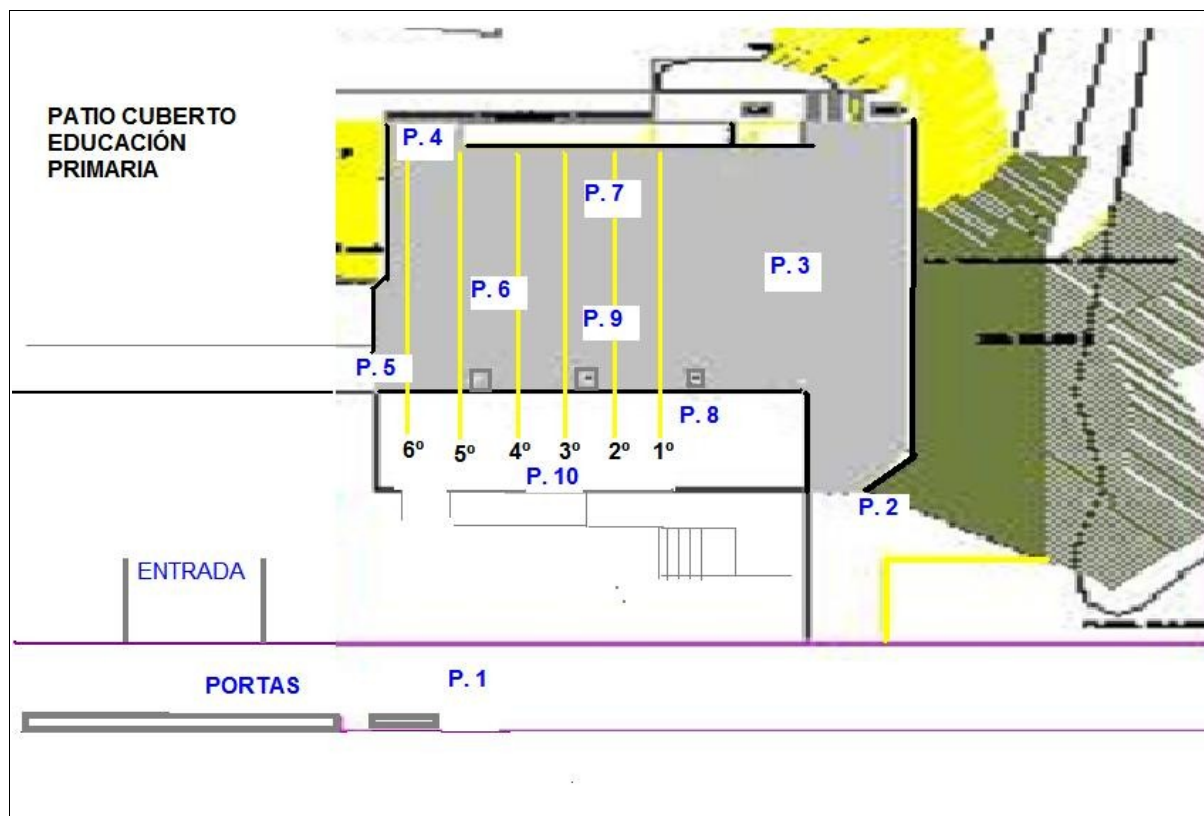 PATIO CUBERTO
EDUCACIÓN
PRIMARIA
P. 4
P. 7
P. 3
P. 6
P. 9
P. 5
P. 8
6º 5º 4º 3º 2º 1º
P. 10
P. 2
ENTRADA
P. 1
PORTAS